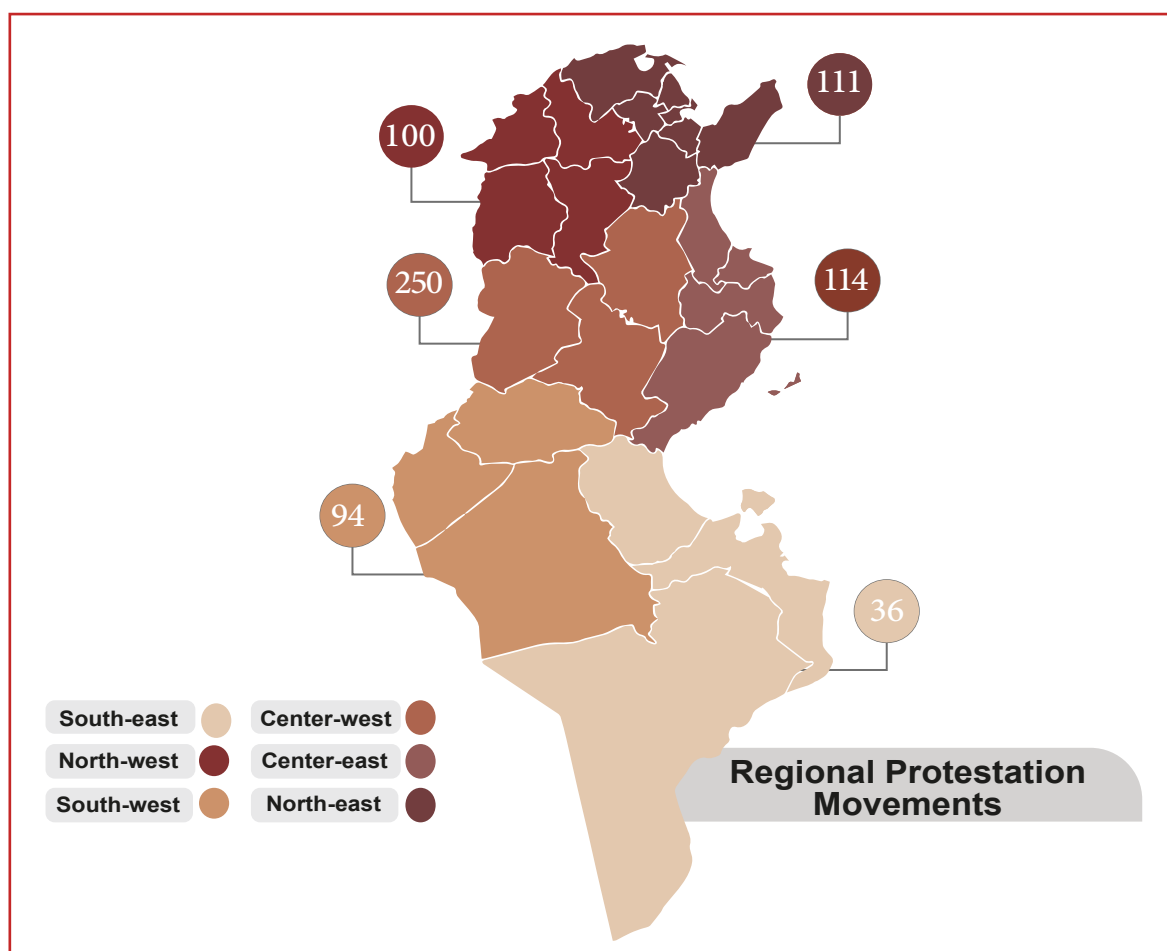 111
100
250
114
94
36
South-east
Center-west
North-west
Center-east
South-west
North-east
Regional Protestation
Movements